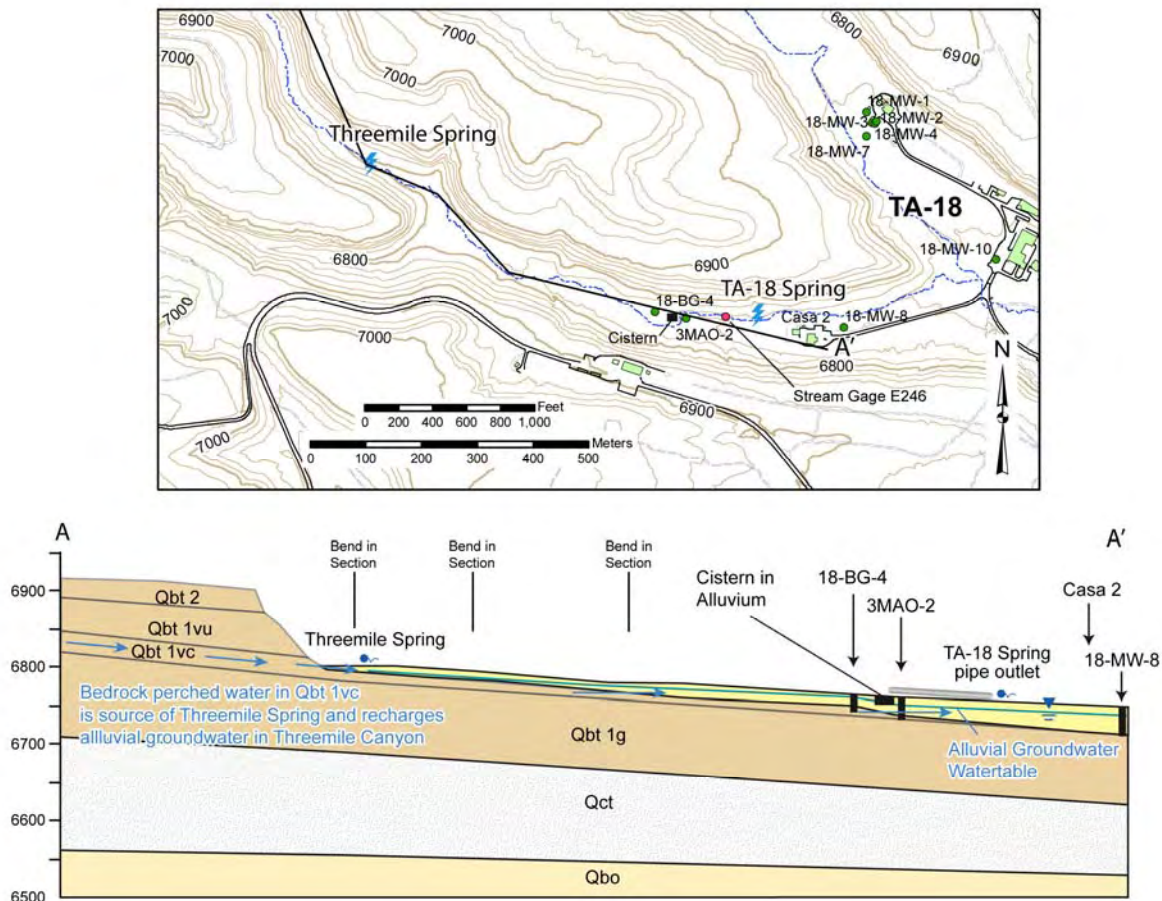 6900
7000
7000
7000
6800
6900
Threemile Spring
18-MW-1
18-MW-3
18-MW-2
18-MW-4
18-MW-7
TA-18
18-MW-10
6800
6900
TA-18 Spring
7000
7000
18-BG-4
Cistern
3MAO-2
Casa 2
18-MW-8
A'
6800
N
Stream Gage E246
6900
Feet
0 200 400 600 800 1,000
7000
Meters
0 100 200 300 400 500
A
A'
Bend in
Section
Bend in
Section
Bend in
Section
18-BG-4
Cistern in
Alluvium
3MAO-2
Casa 2
6900
Qbt 2
Qbt 1vu
Qbt 1vc
Threemile Spring
TA-18 Spring
pipe outlet
18-MW-8
6800
Bedrock perched water in Qbt 1vc
is source of Threemile Spring and recharges
allluvial groundwater in Threemile Canyon
Qbt 1g
Alluvial Groundwater
Watertable
6700
Qct
6600
Qbo
6500